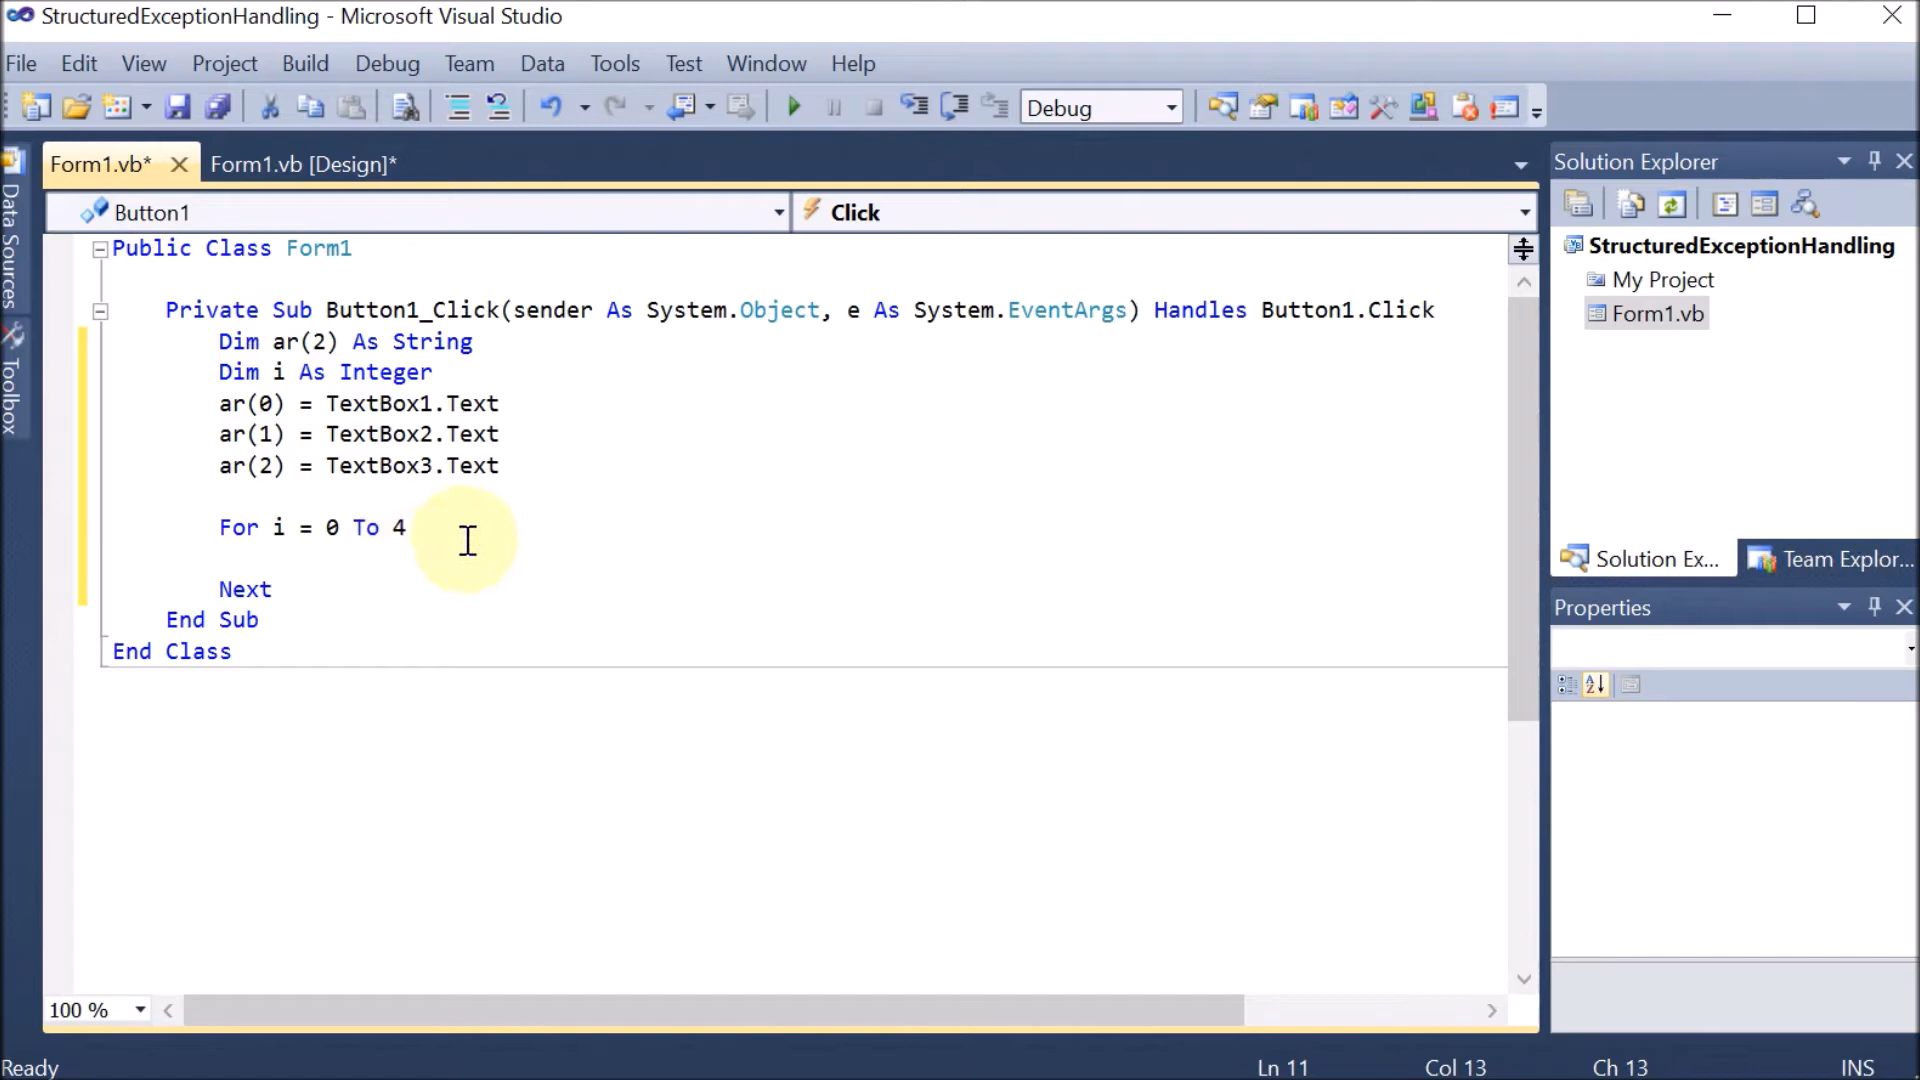 StructuredExceptionHandling - Microsoft Visual Studio
File Edit View Project Build Debug Team Data Tools Test Window Help
Debug
Data Sources
Toolbox
Form1.vb* Form1.vb [Design]*
Button1 Click
Public Class Form1
Private Sub Button1_Click(sender As System.Object, e As System.EventArgs) Handles Button1.Click
Dim ar(2) As String
Dim i As Integer
ar(0) = TextBox1.Text
ar(1) = TextBox2.Text
ar(2) = TextBox3.Text
For i = 0 To 4
Next
End Sub
End Class
100 %
Solution Explorer
StructuredExceptionHandling
My Project
Form1.vb
Solution Ex... Team Explor...
Properties
Ready Ln 11 Col 13 Ch 13 INS